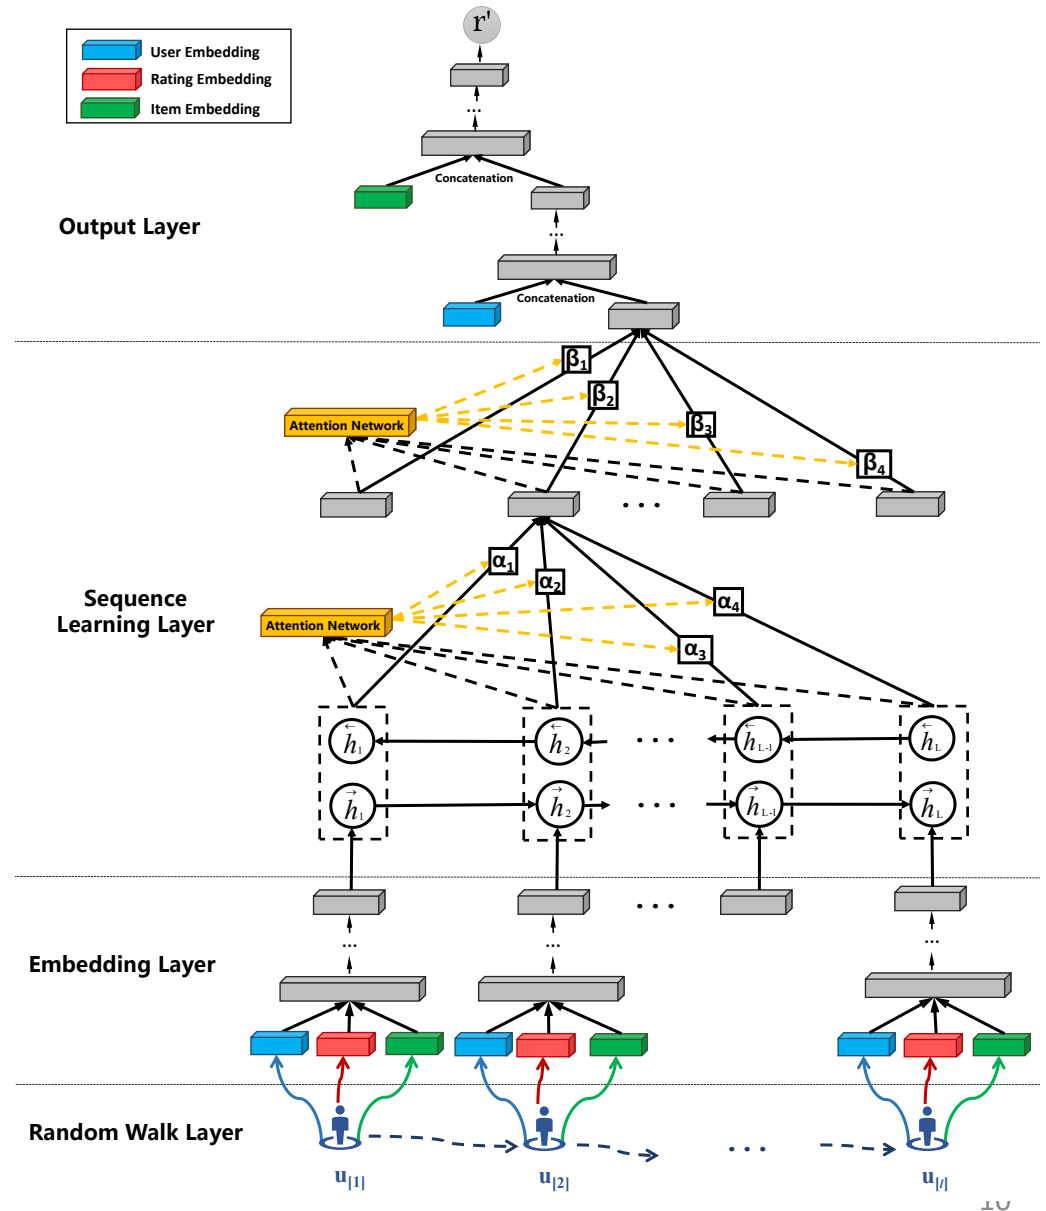 r'
User Embedding
Rating Embedding
Item Embedding
...
Concatenation
Output Layer
...
Concatenation
β1
β2
Attention Network
β3
β4
...
α1
α2
α4
Sequence
Learning Layer
Attention Network
α3
←h1 ←h2 ... ←hL-1 ←hL
→h1 →h2 ... →hL-1 →hL
...
... ... ...
Embedding Layer
Random Walk Layer
...
u[1] u[2] u[l]